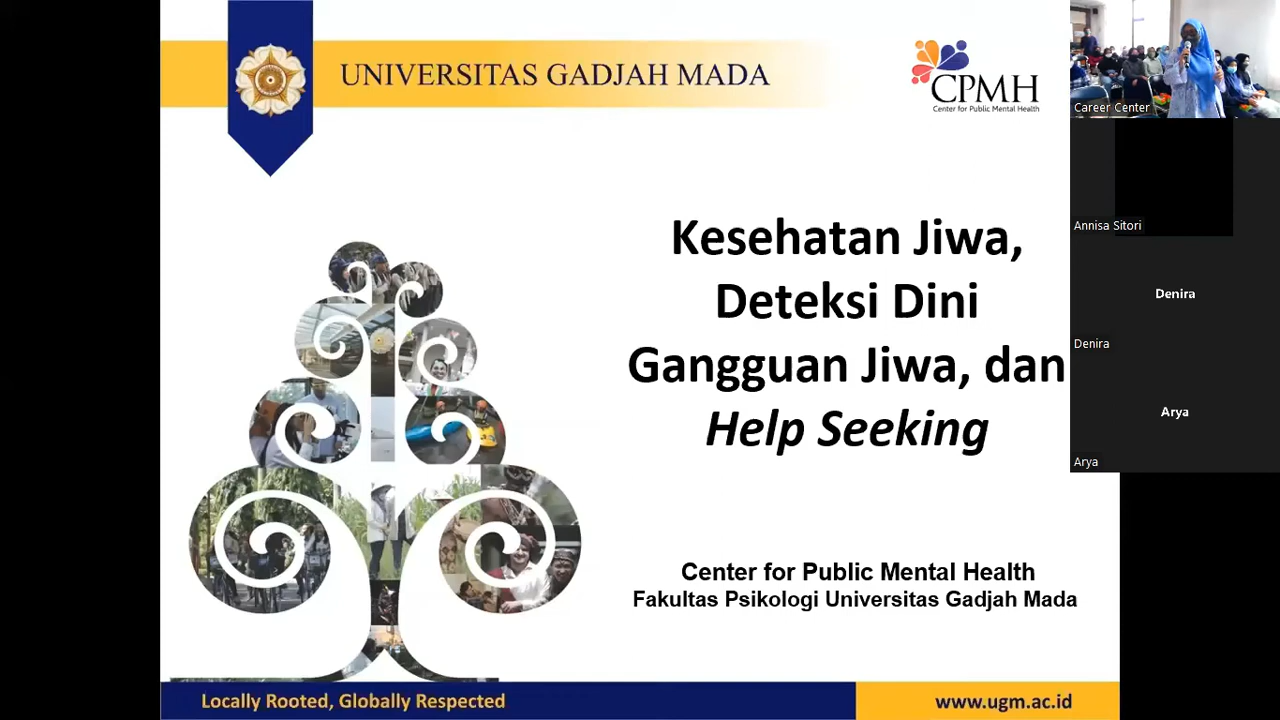 UNIVERSITAS GADJAH MADA
CPMH
Center for Public Mental Health
Kesehatan Jiwa,
Deteksi Dini
Gangguan Jiwa, dan
Help Seeking
Center for Public Mental Health
Fakultas Psikologi Universitas Gadjah Mada
Locally Rooted, Globally Respected
www.ugm.ac.id
Career Center
Annisa Sitori
Denira
Denira
Arya
Arya